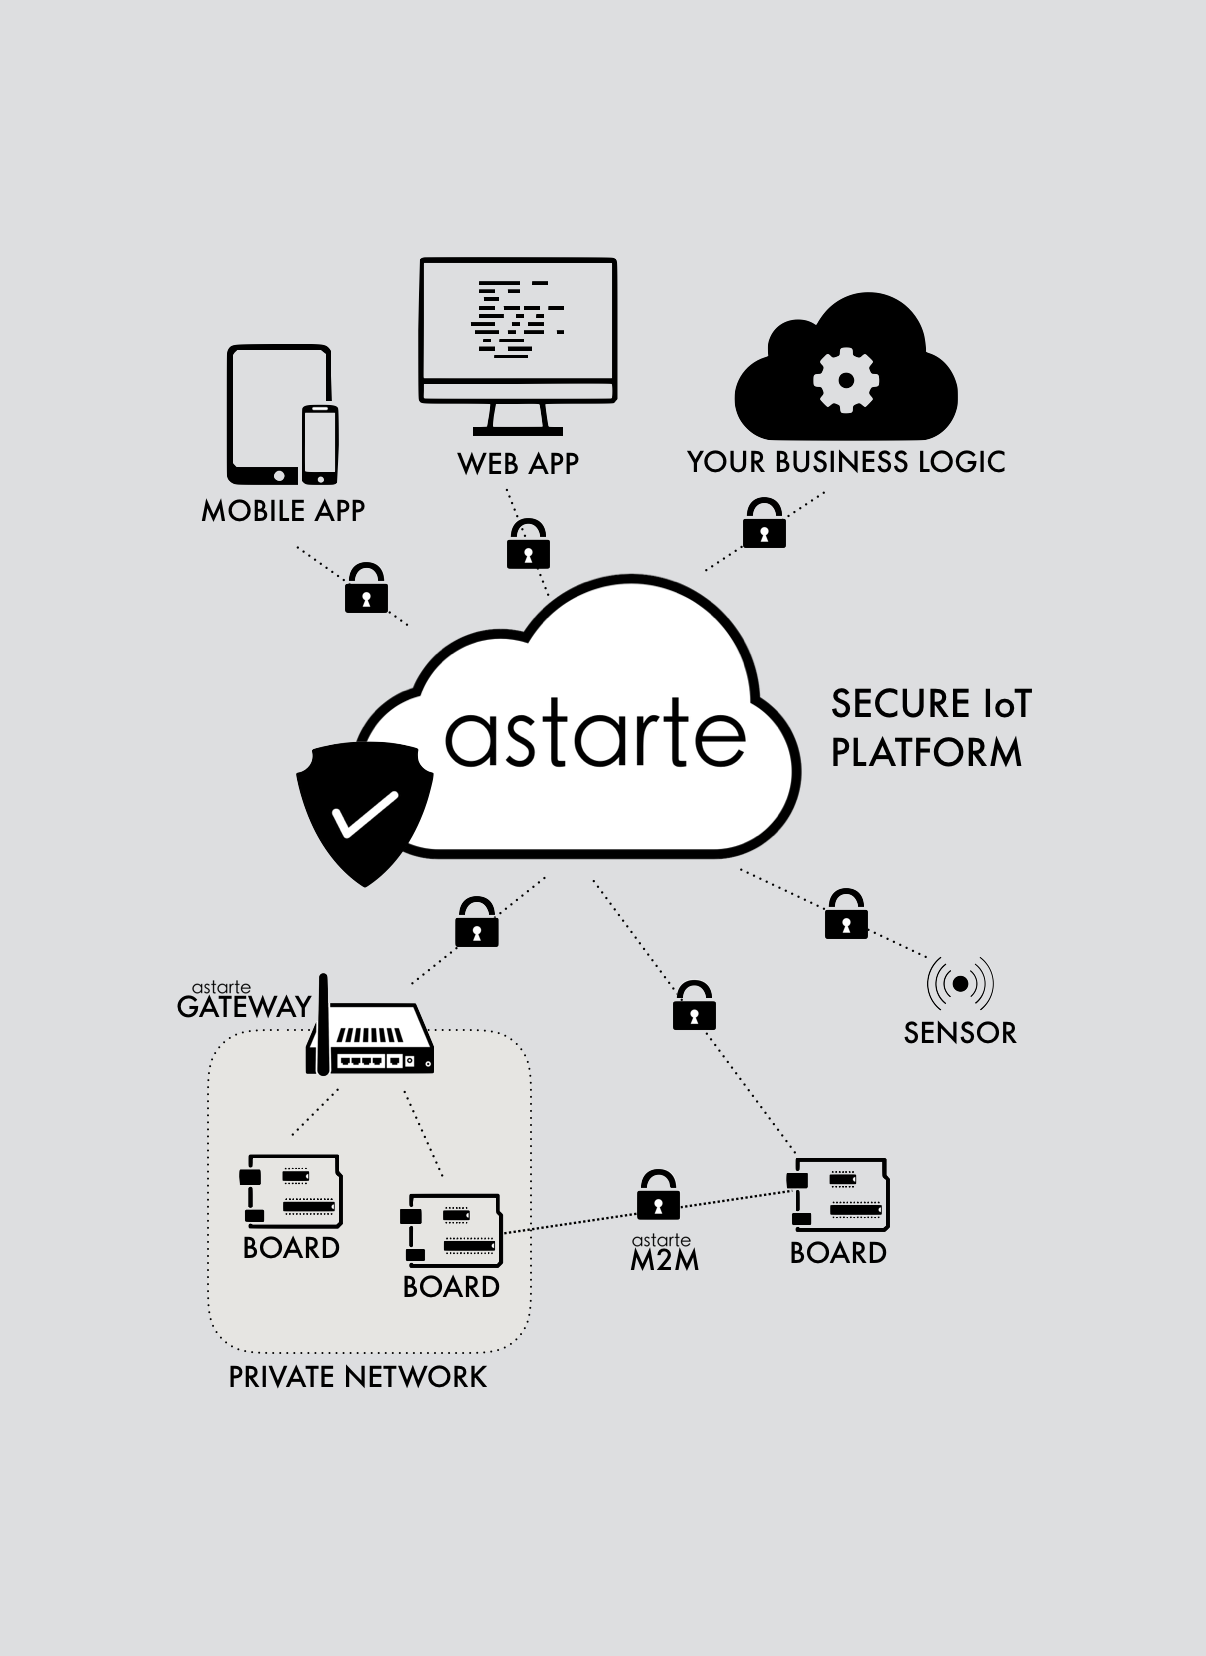 WEB APP
YOUR BUSINESS LOGIC
MOBILE APP
astarte
SECURE IoT
PLATFORM
astarte
GATEWAY
SENSOR
BOARD
BOARD
astarte
M2M
BOARD
PRIVATE NETWORK